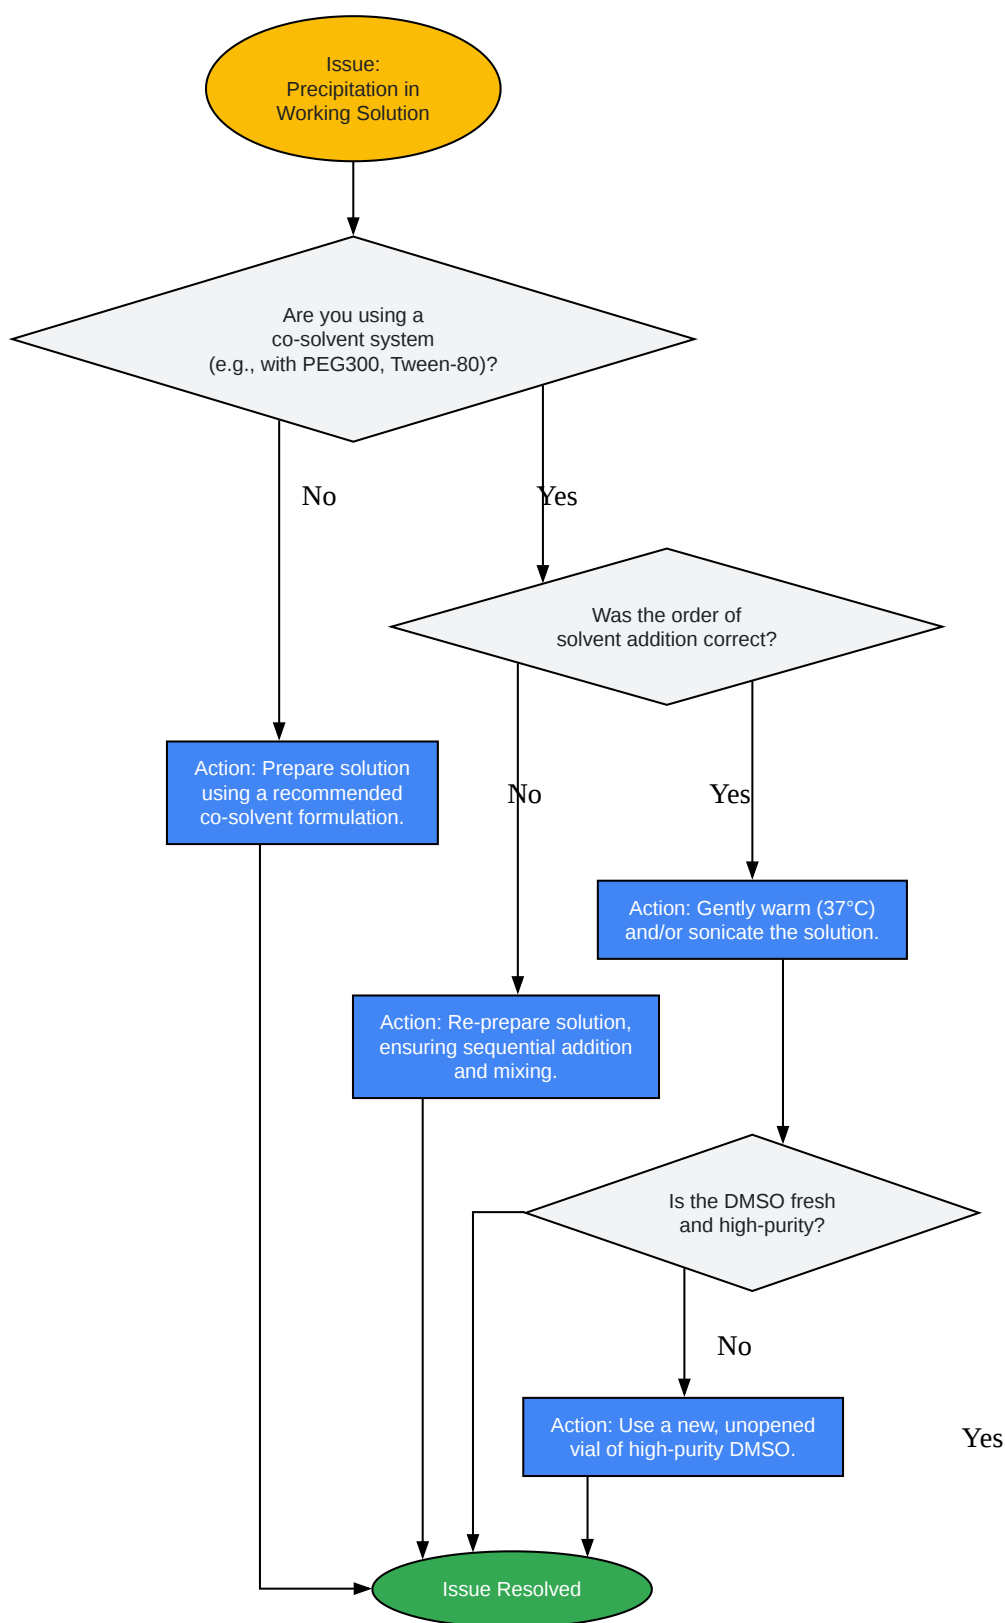 Issue:
Precipitation in
Working Solution
Are you using a
co-solvent system
(e.g., with PEG300, Tween-80)?
No
Yes
Was the order of
solvent addition correct?
Action: Prepare solution
using a recommended
co-solvent formulation.
No
Yes
Action: Gently warm (37°C)
and/or sonicate the solution.
Action: Re-prepare solution,
ensuring sequential addition
and mixing.
Is the DMSO fresh
and high-purity?
No
Action: Use a new, unopened
vial of high-purity DMSO.
Yes
Issue Resolved